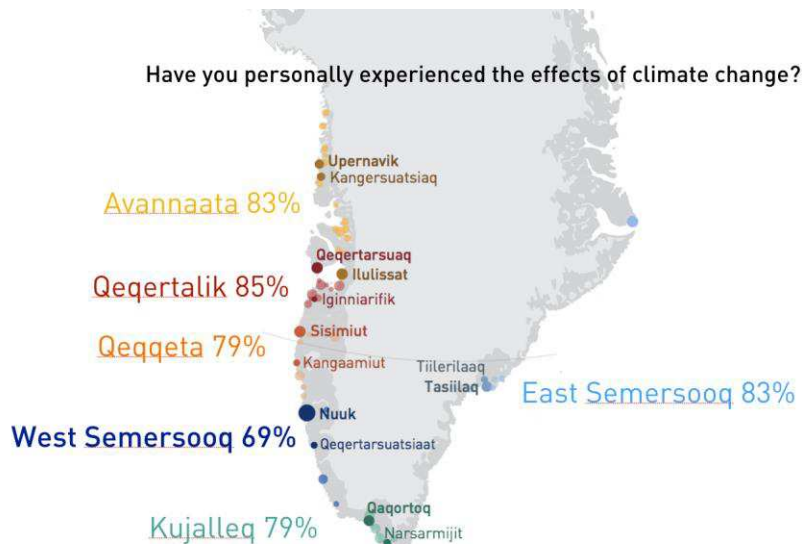 Have you personally experienced the effects of climate change?
Upernavik
Kangersuatsiaq
Avannaata 83%
Qeqertarsuaq
Ilulissat
Qeqertalik 85%
Iginniarifik
Sisimiut
Qeqqeta 79%
Kangaamiut
Tiilerilaaq
Tasiilaq
East Semersooq 83%
Nuuk
West Semersooq 69%
Qeqertarsuatsiaat
Qaqortoq
Kujalleq 79%
Narsarmijit